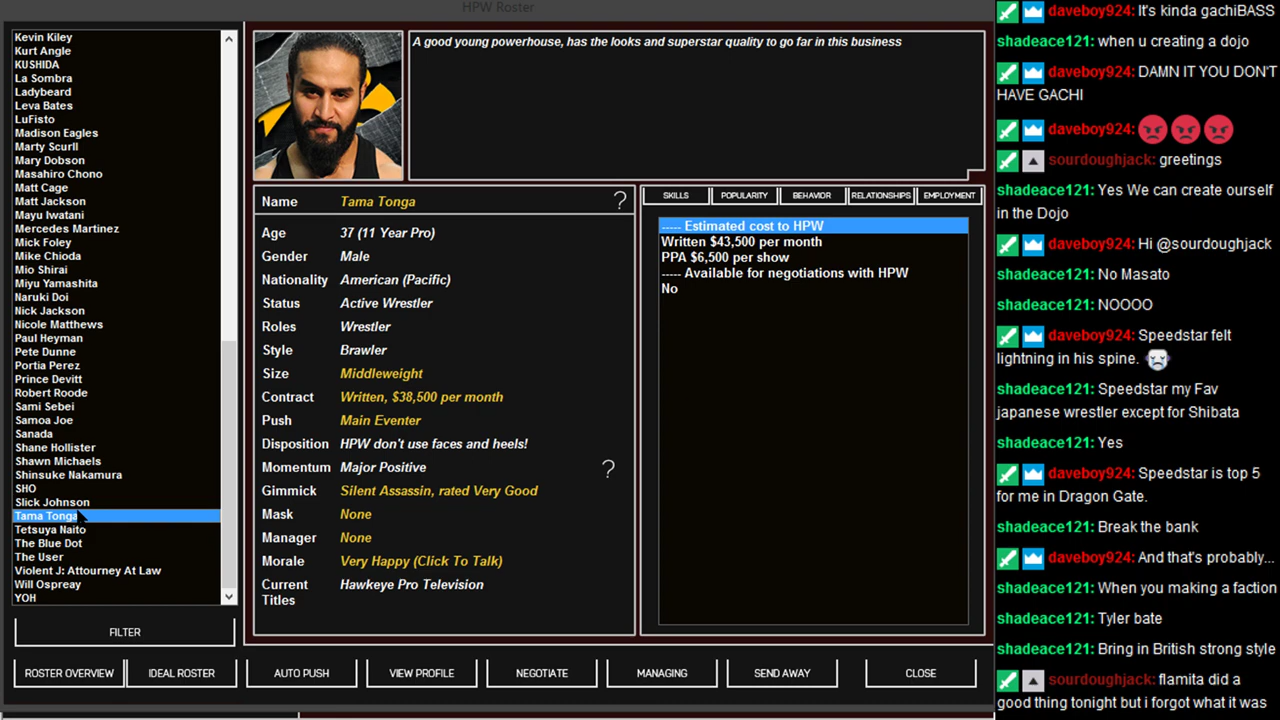 HPW Roster
Kevin Kiley
Kurt Angle
KUSHIDA
La Sombra
Ladybeard
Leva Bates
LuFisto
Madison Eagles
Marty Scurll
Mary Dobson
Masahiro Chono
Matt Cage
Matt Jackson
Mayu Iwatani
Mercedes Martinez
Mick Foley
Mike Chioda
Mio Shirai
Miyu Yamashita
Naruki Doi
Nick Jackson
Nicole Matthews
Paul Heyman
Pete Dunne
Portia Perez
Prince Devitt
Robert Roode
Sami Sebei
Samoa Joe
Sanada
Shane Hollister
Shawn Michaels
Shinsuke Nakamura
SHO
Slick Johnson
Tama Tonga
Tetsuya Naito
The Blue Dot
The User
Violent J: Attourney At Law
Will Ospreay
YOH
FILTER
A good young powerhouse, has the looks and superstar quality to go far in this business
Name Tama Tonga ?
Age 37 (11 Year Pro)
Gender Male
Nationality American (Pacific)
Status Active Wrestler
Roles Wrestler
Style Brawler
Size Middleweight
Contract Written, $38,500 per month
Push Main Eventer
Disposition HPW don't use faces and heels!
Momentum Major Positive ?
Gimmick Silent Assassin, rated Very Good
Mask None
Manager None
Morale Very Happy (Click To Talk)
Current Hawkeye Pro Television
Titles
SKILLS POPULARITY BEHAVIOR RELATIONSHIPS EMPLOYMENT
----- Estimated cost to HPW
Written $43,500 per month
PPA $6,500 per show
----- Available for negotiations with HPW
No
ROSTER OVERVIEW IDEAL ROSTER AUTO PUSH VIEW PROFILE NEGOTIATE MANAGING SEND AWAY CLOSE
daveboy924: It's kinda gachiBASS
shadeace121: when u creating a dojo
daveboy924: DAMN IT YOU DON'T
HAVE GACHI
daveboy924:
sourdoughjack: greetings
shadeace121: Yes We can create ourself
in the Dojo
daveboy924: Hi @sourdoughjack
shadeace121: No Masato
shadeace121: NOOOO
daveboy924: Speedstar felt
lightning in his spine.
shadeace121: Speedstar my Fav
japanese wrestler except for Shibata
shadeace121: Yes
daveboy924: Speedstar is top 5
for me in Dragon Gate.
shadeace121: Break the bank
daveboy924: And that's probably...
shadeace121: When you making a faction
shadeace121: Tyler bate
shadeace121: Bring in British strong style
sourdoughjack: flamita did a
good thing tonight but i forgot what it was